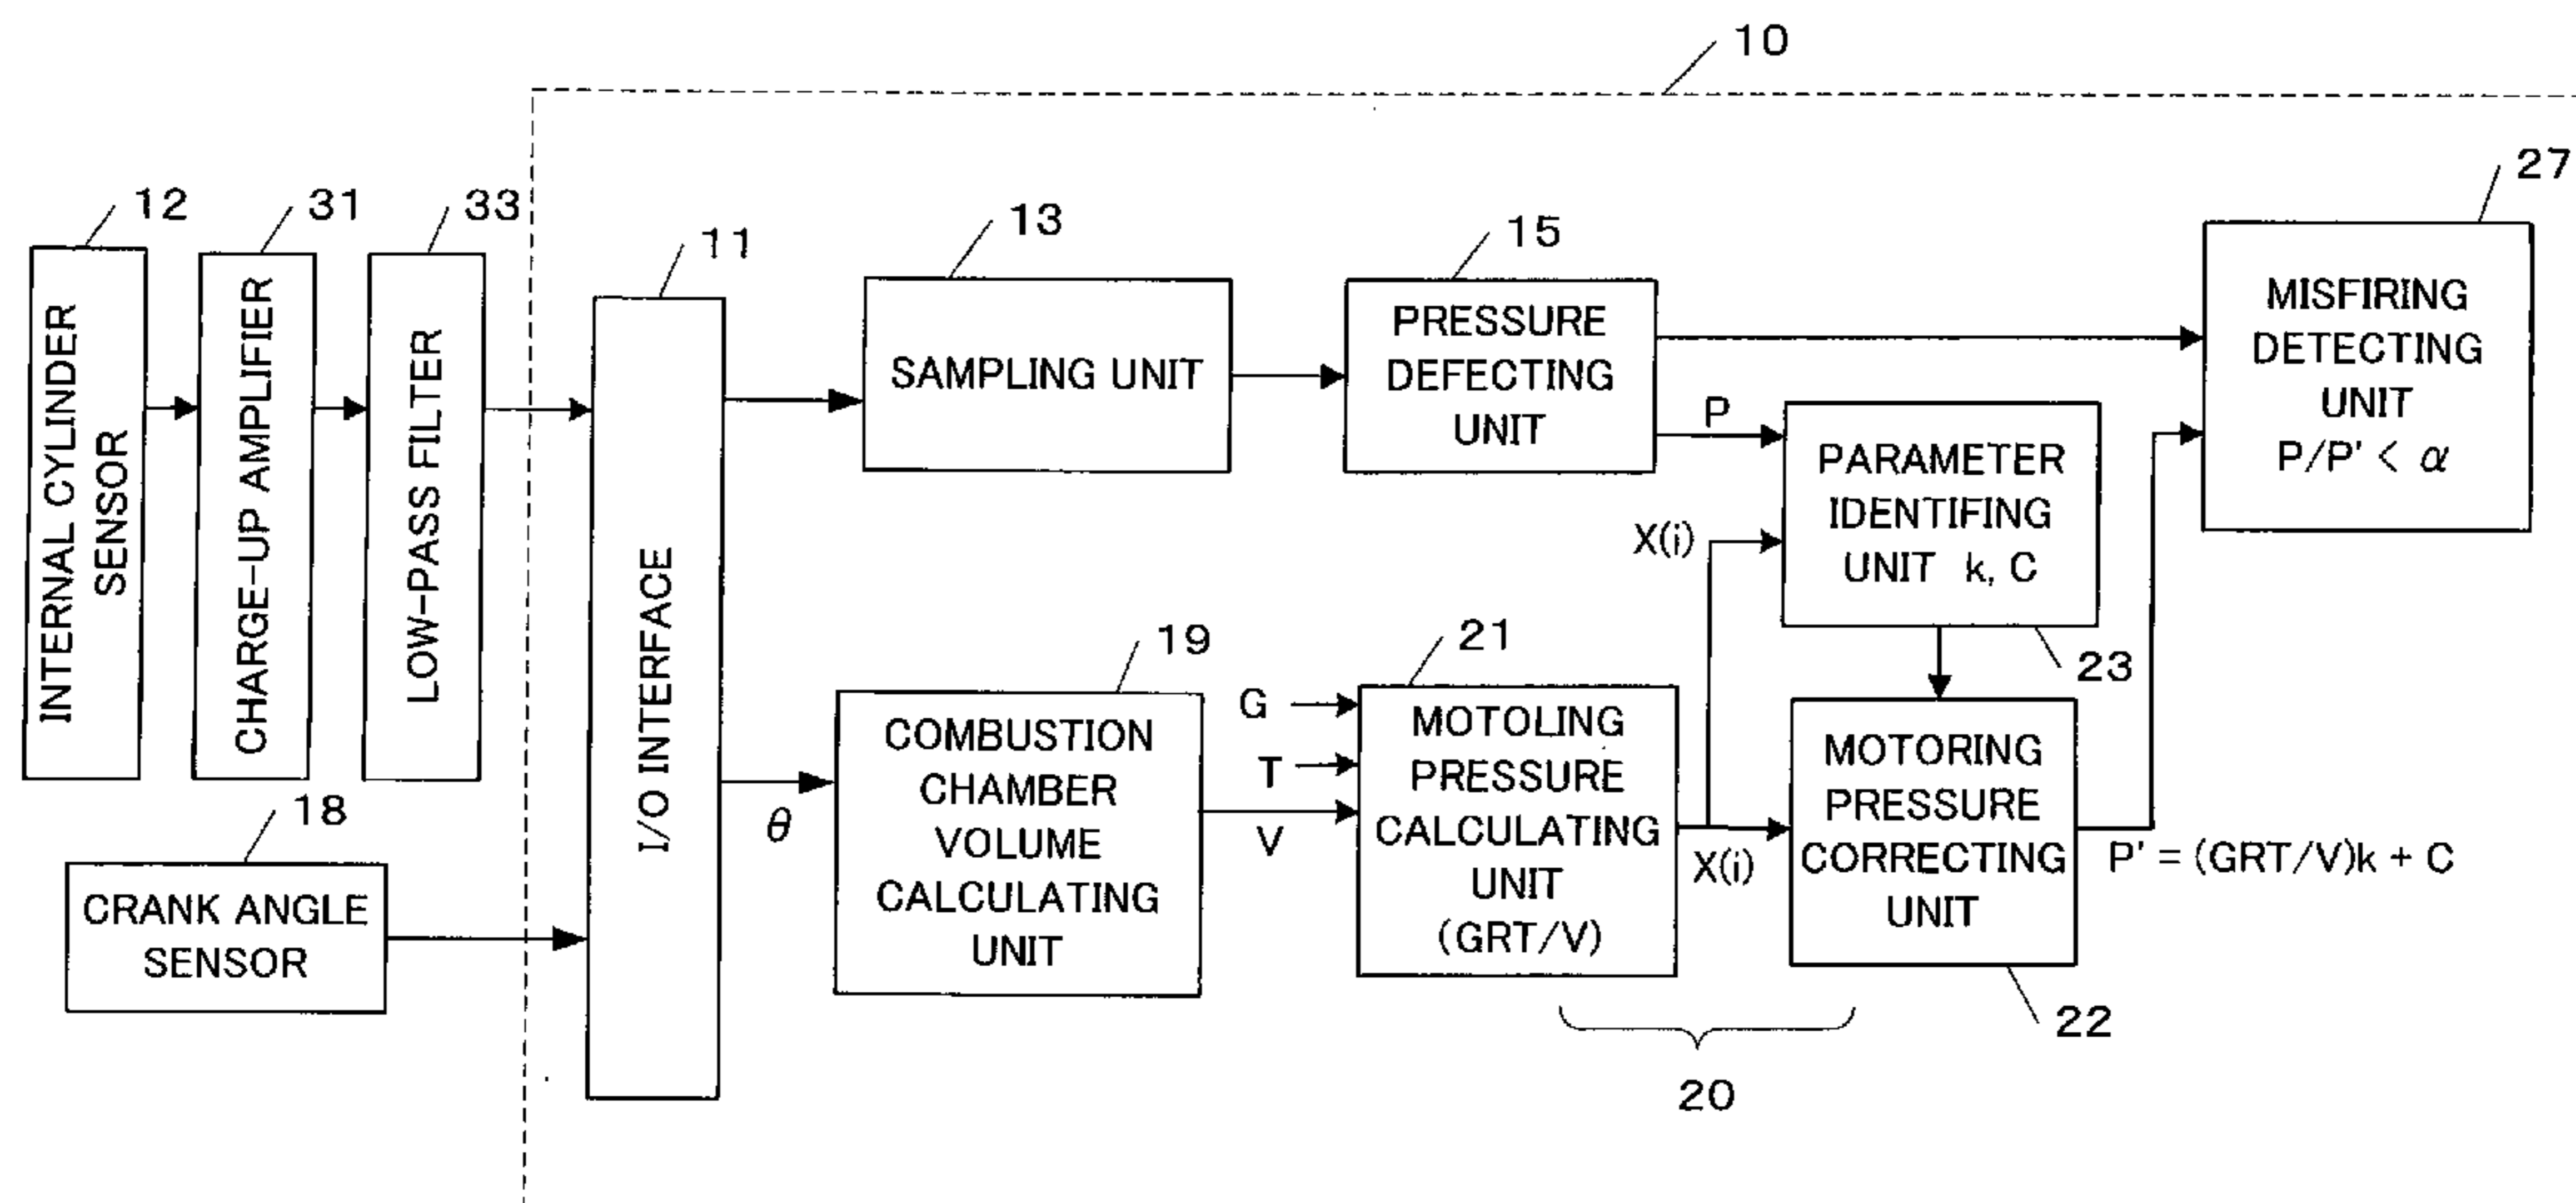 10
12
31
33
11
13
15
27
INTERNAL CYLINDER
SENSOR
CHARGE-UP AMPLIFIER
LOW-PASS FILTER
I/O INTERFACE
SAMPLING UNIT
PRESSURE
DEFECTING
UNIT
MISFIRING
DETECTING
UNIT
P/P' < α
P
PARAMETER
IDENTIFING
UNIT k, C
X(i)
23
18
CRANK ANGLE
SENSOR
θ
19
COMBUSTION
CHAMBER
VOLUME
CALCULATING
UNIT
G
T
V
21
MOTOLING
PRESSURE
CALCULATING
UNIT
(GRT/V)
X(i)
MOTORING
PRESSURE
CORRECTING
UNIT
P' = (GRT/V)k + C
22
20